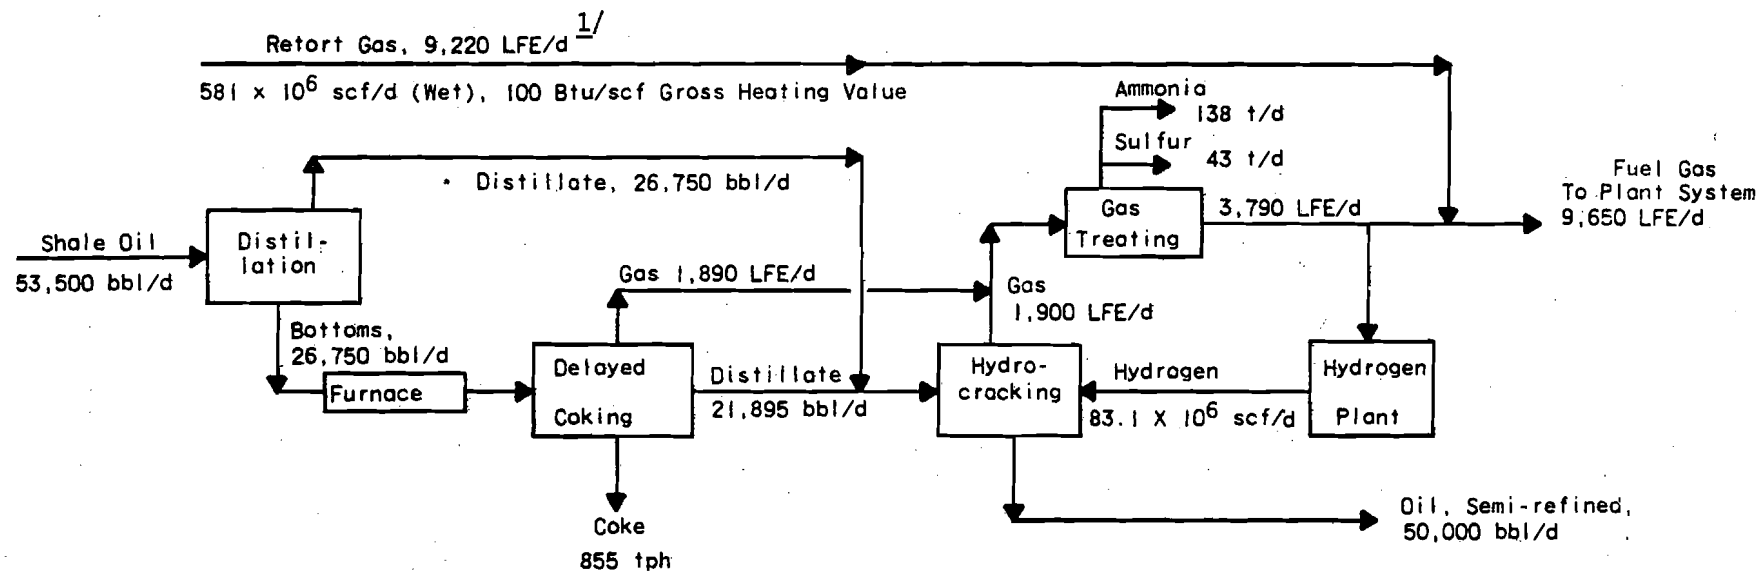 Retort Gas, 9,220 LFE/d 1/
581 x 10^6 scf/d (Wet), 100 Btu/scf Gross Heating Value
Ammonia
138 t/d
Sulfur
43 t/d
Distillate, 26,750 bbl/d
Fuel Gas
To Plant System
9,650 LFE/d
Gas
Treating
3,790 LFE/d
Shale Oil
53,500 bbl/d
Distil-
lation
Gas 1,890 LFE/d
Gas
1,900 LFE/d
Bottoms,
26,750 bbl/d
Furnace
Delayed
Coking
Distillate
21,895 bbl/d
Hydro-
cracking
Hydrogen
83.1 X 10^6 scf/d
Hydrogen
Plant
Coke
855 tph
Oil, Semi-refined,
50,000 bbl/d